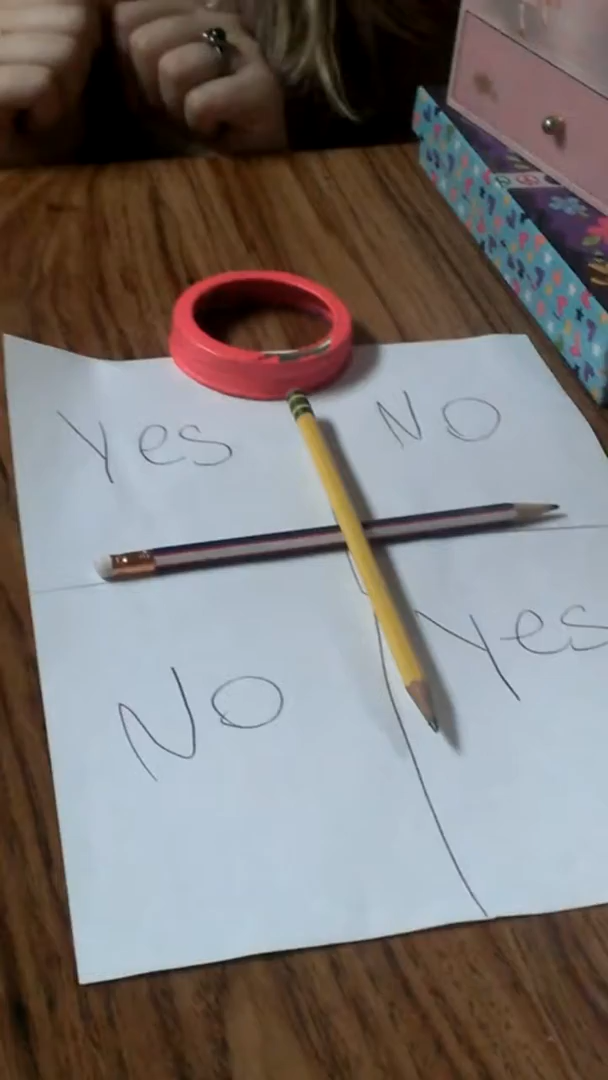 Yes NO
NO Yes